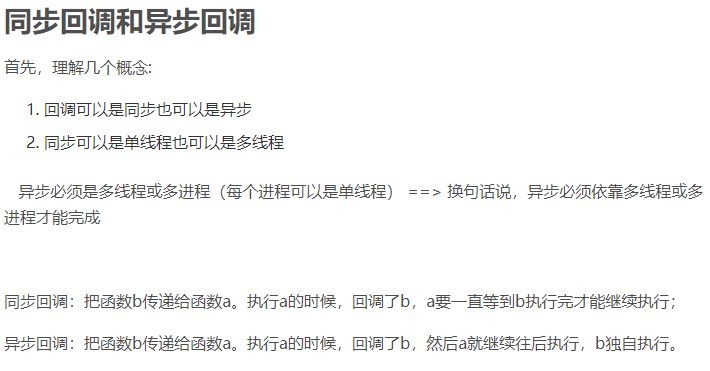 同步回调和异步回调
首先，理解几个概念:
1. 回调可以是同步也可以是异步
2. 同步可以是单线程也可以是多线程
异步必须是多线程或多进程（每个进程可以是单线程） ==> 换句话说，异步必须依靠多线程或多
进程才能完成
同步回调：把函数b传递给函数a。执行a的时候，回调了b，a要一直等到b执行完才能继续执行；
异步回调：把函数b传递给函数a。执行a的时候，回调了b，然后a就继续往后执行，b独自执行。